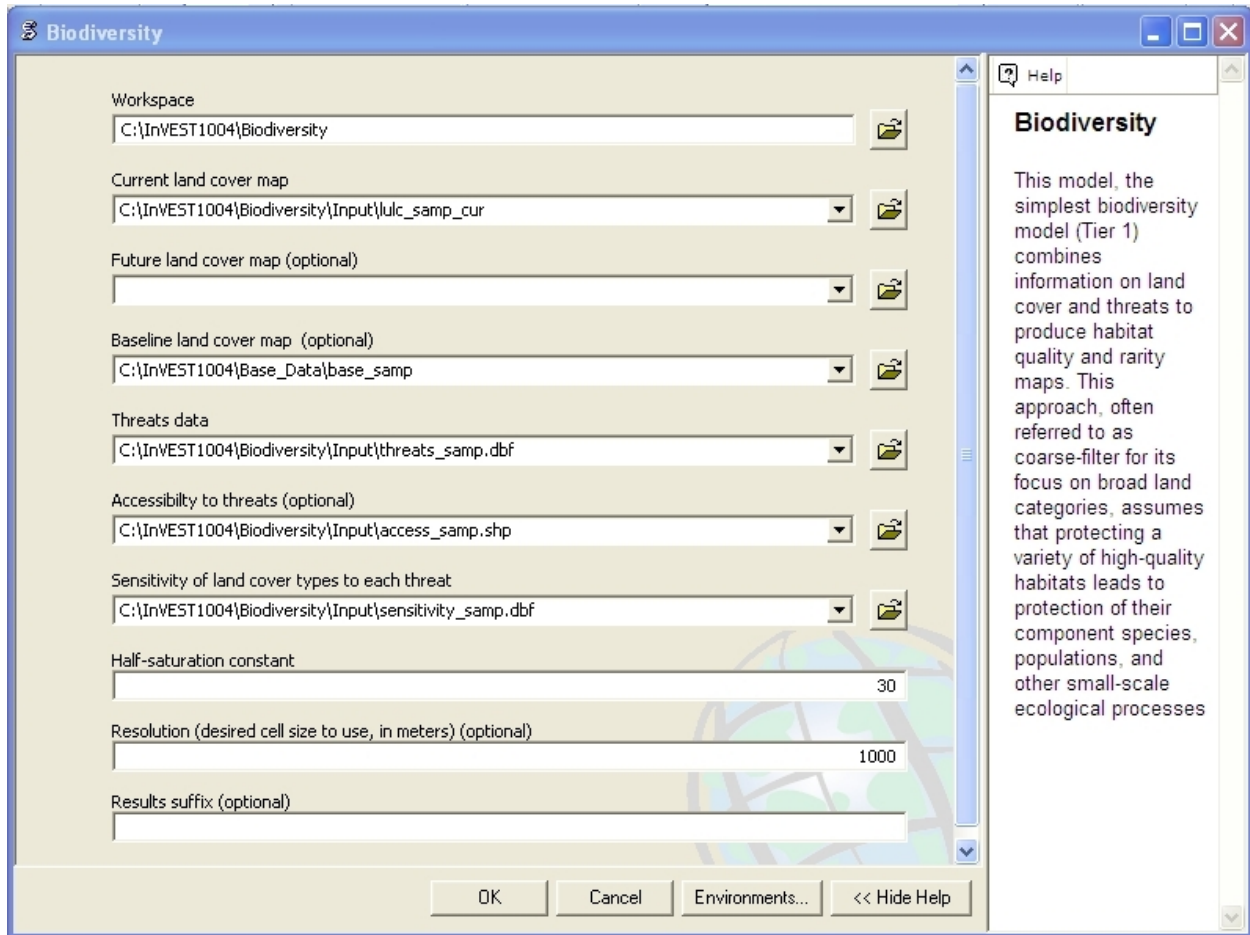 Biodiversity
Workspace
C:\InVEST1004\Biodiversity
Current land cover map
C:\InVEST1004\Biodiversity\Input\lulc_samp_cur
Future land cover map (optional)
Baseline land cover map  (optional)
C:\InVEST1004\Base_Data\base_samp
Threats data
C:\InVEST1004\Biodiversity\Input\threats_samp.dbf
Accessibilty to threats (optional)
C:\InVEST1004\Biodiversity\Input\access_samp.shp
Sensitivity of land cover types to each threat
C:\InVEST1004\Biodiversity\Input\sensitivity_samp.dbf
Half-saturation constant
30
Resolution (desired cell size to use, in meters) (optional)
1000
Results suffix (optional)
OK
Cancel
Environments...
<< Hide Help
Help
Biodiversity
This model, the
simplest biodiversity
model (Tier 1)
combines
information on land
cover and threats to
produce habitat
quality and rarity
maps. This
approach, often
referred to as
coarse-filter for its
focus on broad land
categories, assumes
that protecting a
variety of high-quality
habitats leads to
protection of their
component species,
populations, and
other small-scale
ecological processes